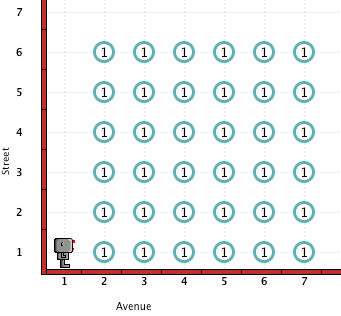 7
6 1 1 1 1 1 1
5 1 1 1 1 1 1
4 1 1 1 1 1 1
3 1 1 1 1 1 1
2 1 1 1 1 1 1
1 1 1 1 1 1 1
Street
1 2 3 4 5 6 7
Avenue